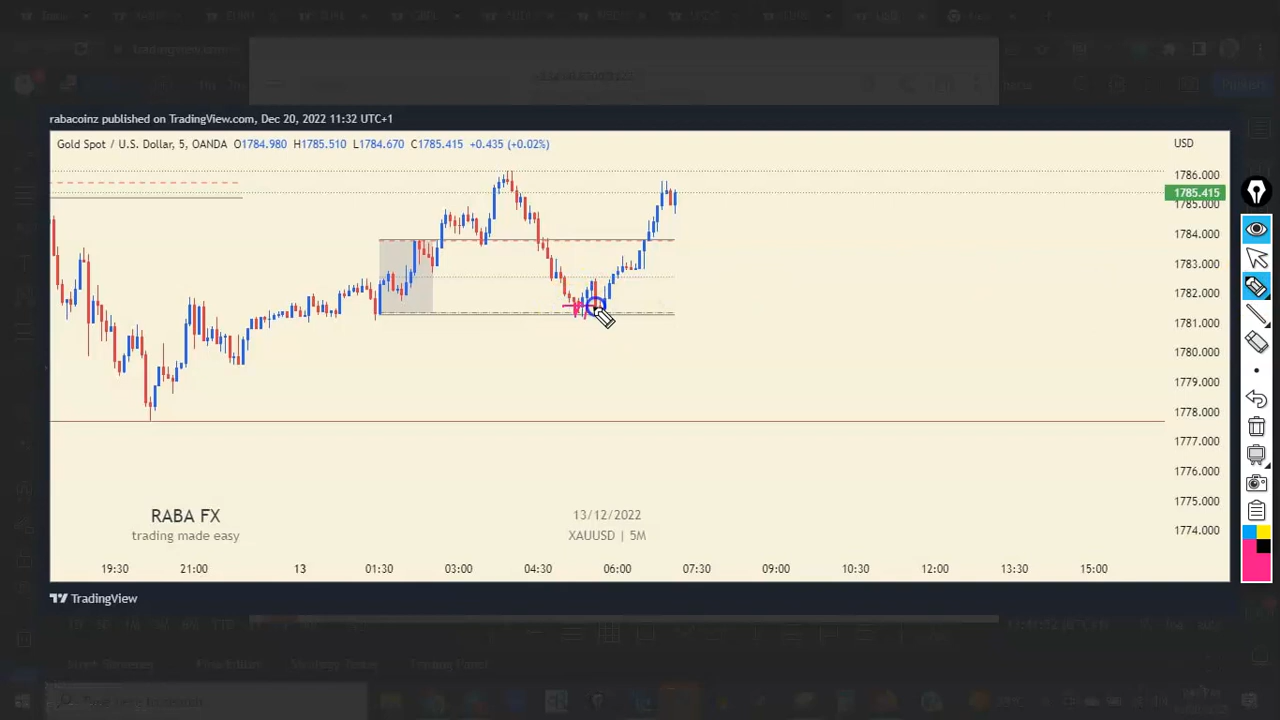 rabacoinz published on TradingView.com, Dec 20, 2022 11:32 UTC+1
Gold Spot / U.S. Dollar, 5, OANDA O1784.980 H1785.510 L1784.670 C1785.415 +0.435 (+0.02%)
USD
1786.000
1785.415
1785.000
1784.000
1783.000
1782.000
1781.000
1780.000
1779.000
1778.000
1777.000
1776.000
1775.000
1774.000
RABA FX
trading made easy
13/12/2022
XAUUSD | 5M
19:30 21:00 13 01:30 03:00 04:30 06:00 07:30 09:00 10:30 12:00 13:30 15:00
TradingView